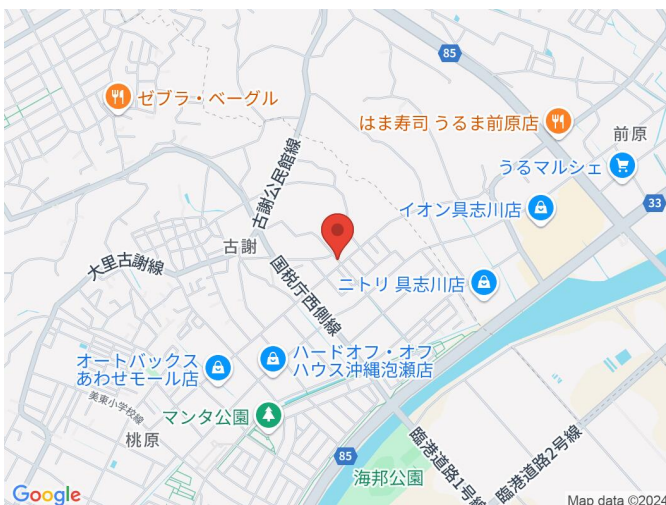 85
ゼブラ・ベーグル
はま寿司 うるま前原店
前原
うるマルシェ
古謝公民館線
イオン具志川店
33
古謝
大里古謝線
国税庁西側線
ニトリ 具志川店
オートバックス
あわせモール店
ハードオフ・オフ
ハウス沖縄泡瀬店
美東小学校線
マンタ公園
桃原
85
臨港道路1号線
臨港道路2号線
海邦公園
Google
Map data ©2024